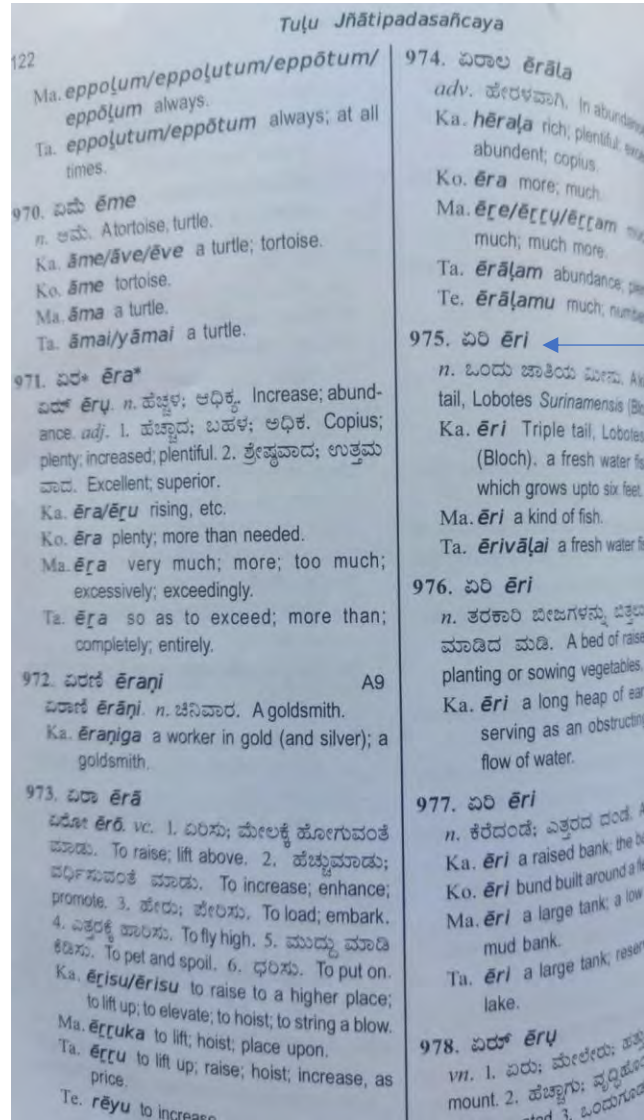 Tuḷu Jñātipadasañcaya
122
Ma. eppoḻum/eppoḻutum/eppōtum/
eppōḻum always.
Ta. eppoḻutum/eppōtum always; at all
times.
970. ಏಮೆ ēme
n. ಆಮೆ. A tortoise, turtle.
Ka. āme/āve/ēve a turtle; tortoise.
Ko. āme tortoise.
Ma. āma a turtle.
Ta. āmai/yāmai a turtle.
971. ಏರ* ēra*
ಏರ್ ēru̥. n. ಹೆಚ್ಚಳ; ಆಧಿಕ್ಯ. Increase; abund-
ance. adj. 1. ಹೆಚ್ಚಾದ; ಬಹಳ; ಅಧಿಕ. Copius;
plenty; increased; plentiful. 2. ಶ್ರೇಷ್ಠವಾದ; ಉತ್ತಮ
ವಾದ. Excellent; superior.
Ka. ēra/ēṟu rising, etc.
Ko. ēra plenty; more than needed.
Ma. ēṟa very much; more; too much;
excessively; exceedingly.
Ta. ēṟa so as to exceed; more than;
completely; entirely.
972. ಏರಣಿ ēraṇi A9
ಏರಾಣಿ ērāṇi. n. ಚಿನಿವಾರ. A goldsmith.
Ka. ēraṇiga a worker in gold (and silver); a
goldsmith.
973. ಏರಾ ērā
ಏರೋ ērō. vc. 1. ಏರಿಸು; ಮೇಲಕ್ಕೆ ಹೋಗುವಂತೆ
ಮಾಡು. To raise; lift above. 2. ಹೆಚ್ಚುಮಾಡು;
ವರ್ಧಿಸುವಂತೆ ಮಾಡು. To increase; enhance;
promote. 3. ಹೇರು; ಪೇರಿಸು. To load; embark.
4. ಎತ್ತರಕ್ಕೆ ಹಾರಿಸು. To fly high. 5. ಮುದ್ದು ಮಾಡಿ
ಕೆಡಿಸು. To pet and spoil. 6. ಧರಿಸು. To put on.
Ka. ēṟisu/ērisu to raise to a higher place;
to lift up; to elevate; to hoist; to string a blow.
Ma. ēṟṟuka to lift; hoist; place upon.
Ta. ēṟṟu to lift up; raise; hoist; increase, as
price.
Te. rēyu to increase
974. ಏರಾಲ ērāla
adv. ಹೇರಳವಾಗಿ. In abundance
Ka. hēraḷa rich; plentiful;
abundent; copius.
Ko. ēra more; much.
Ma. ēṟe/ēṟṟu/ēṟṟam
much; much more.
Ta. ērāḷam abundance;
Te. ērāḷamu much;
975. ಏರಿ ēri
n. ಒಂದು ಜಾತಿಯ ಮೀನು.
tail, Lobotes Surinamensis
Ka. ēri Triple tail, Lobotes
(Bloch). a fresh water
which grows upto six feet.
Ma. ēri a kind of fish.
Ta. ērivāḷai a fresh water
976. ಏರಿ ēri
n. ತರಕಾರಿ ಬೀಜಗಳನ್ನು
ಮಾಡಿದ ಮಡಿ. A bed of
planting or sowing vegetables.
Ka. ēri a long heap of
serving as an obstructing
flow of water.
977. ಏರಿ ēri
n. ಕೆರೆದಂಡೆ; ಎತ್ತರದ ದಂಡೆ.
Ka. ēri a raised bank; the
Ko. ēri bund built around a
Ma. ēri a large tank; a low
mud bank.
Ta. ēri a large tank;
lake.
978. ಏರ್ ēru̥
vn. 1. ಏರು; ಮೇಲೇರು;
mount. 2. ಹೆಚ್ಚಾಗು;
3.